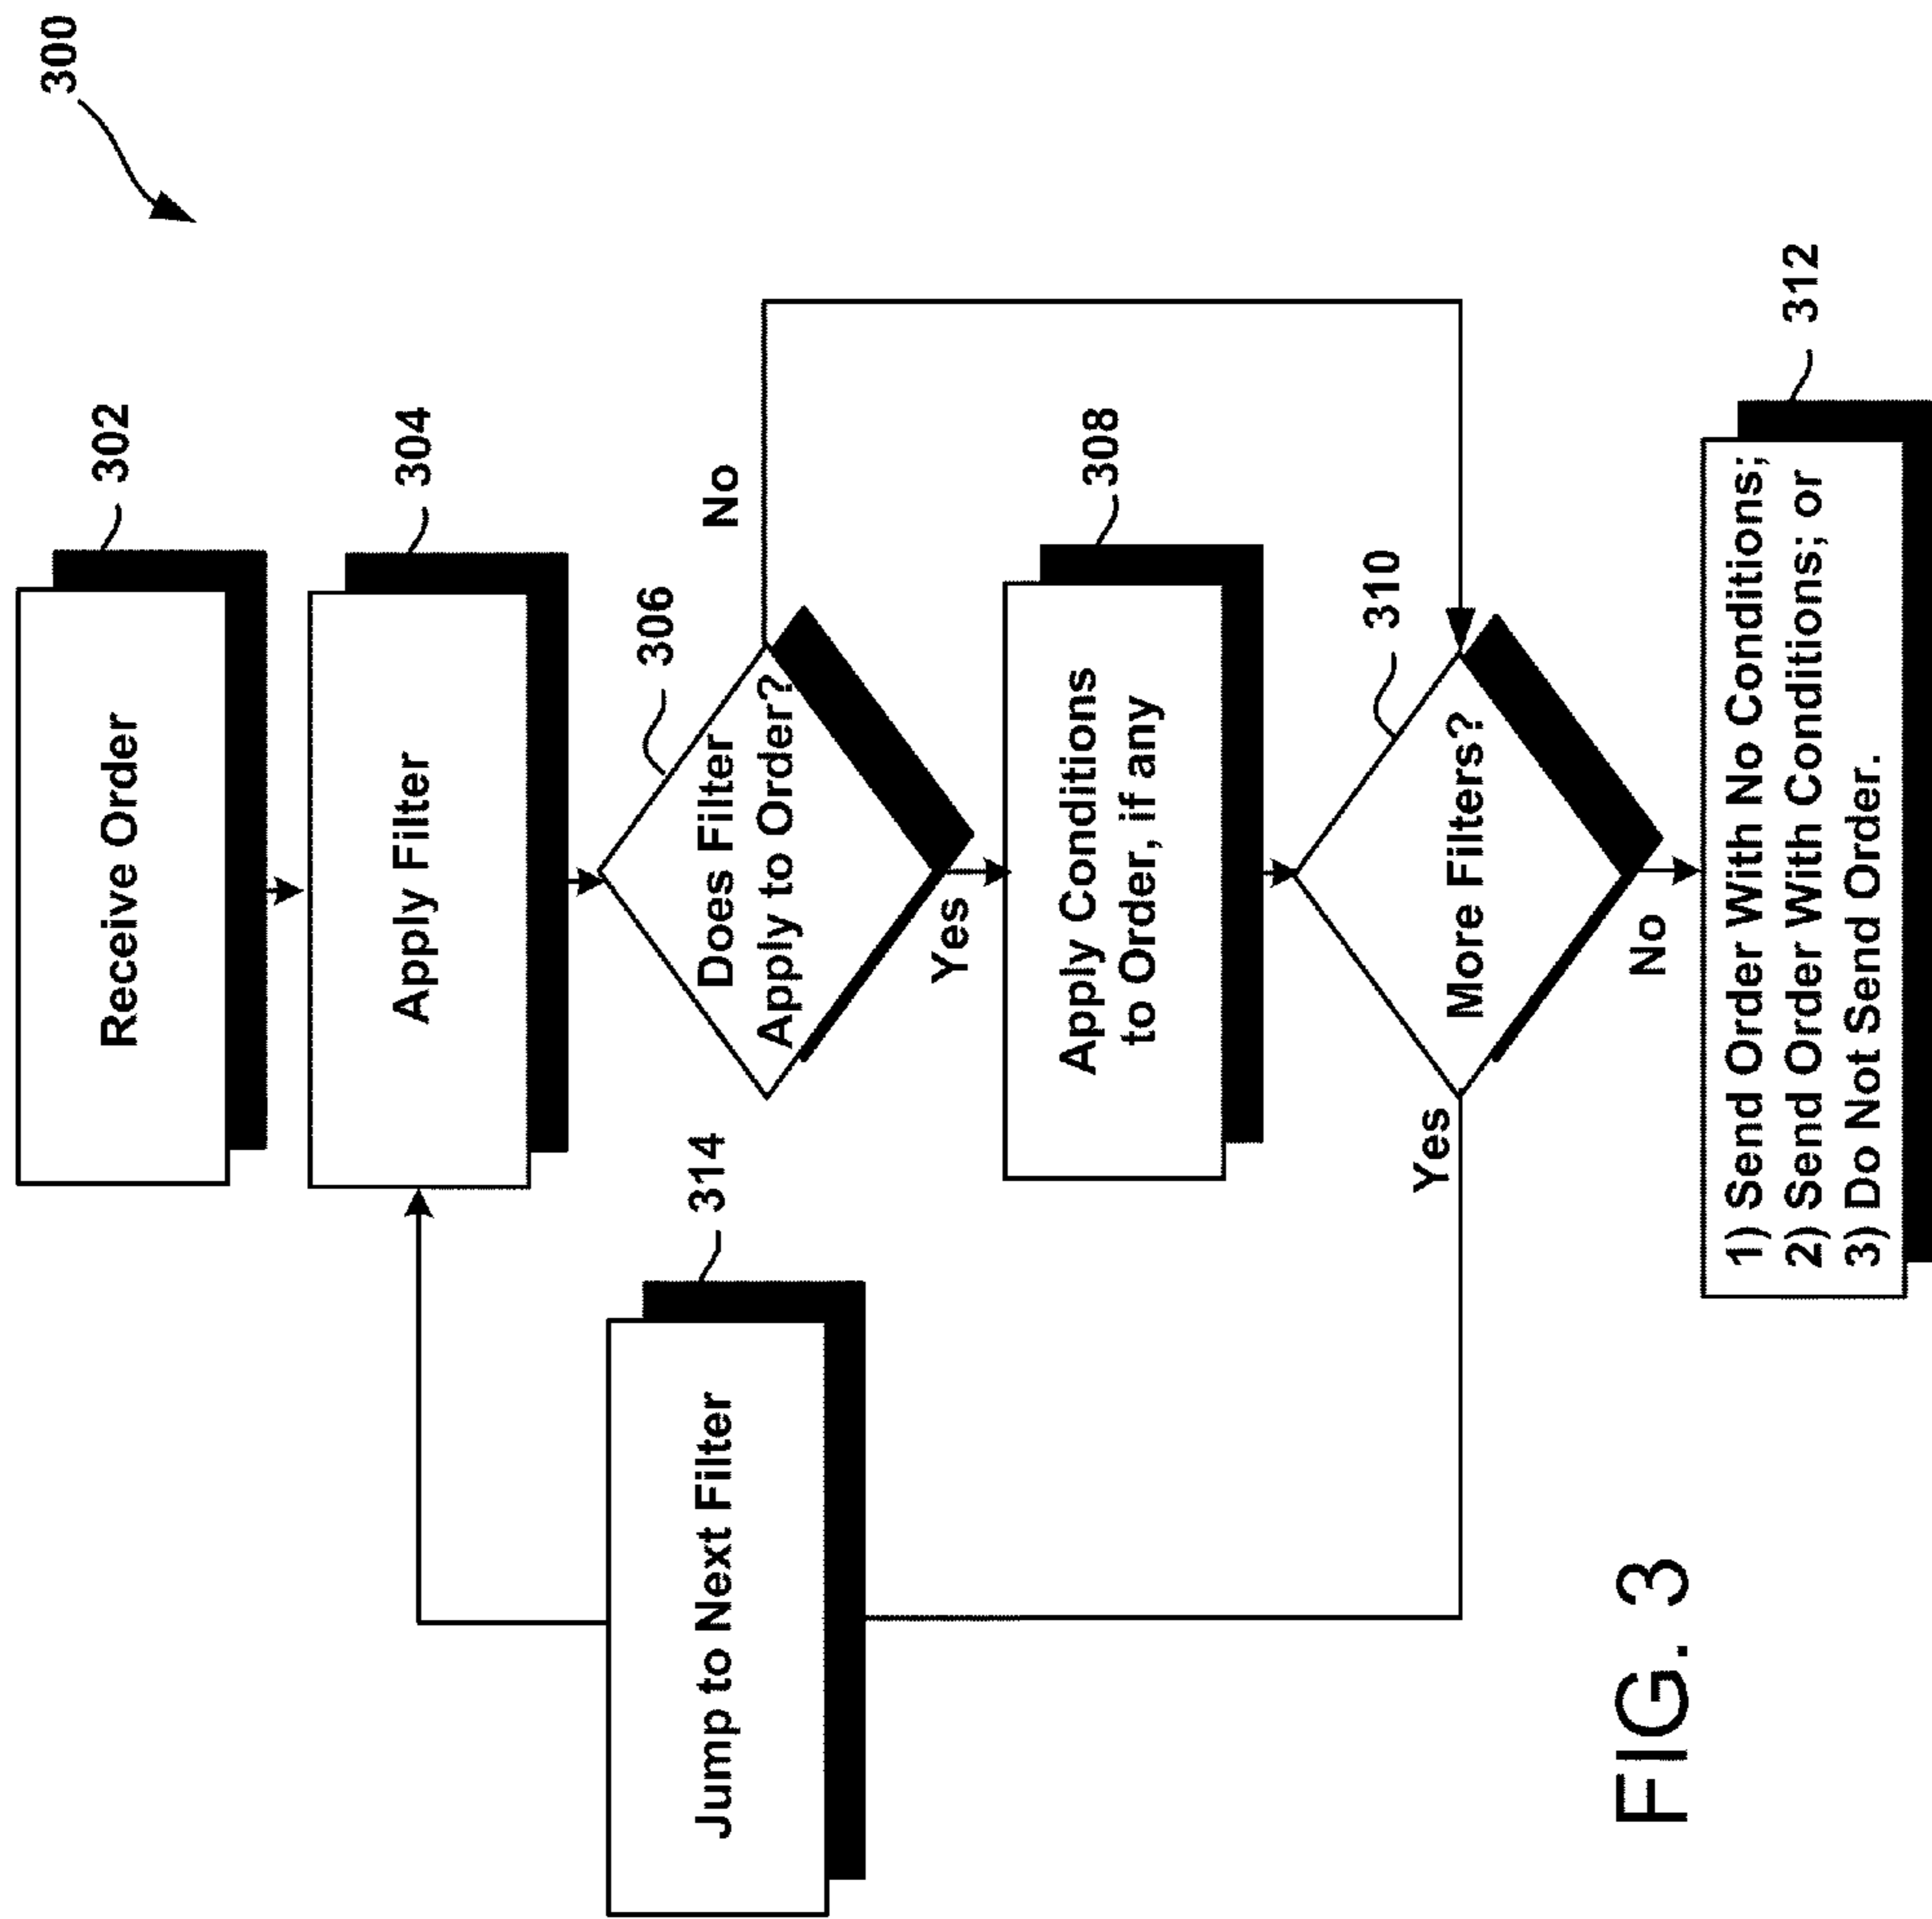 300
Receive Order
302
Apply Filter
304
Does Filter
Apply to Order?
306
No
Yes
Apply Conditions
to Order, if any
308
More Filters?
310
Yes
No
Jump to Next Filter
314
1) Send Order With No Conditions;
2) Send Order With Conditions; or
3) Do Not Send Order.
312
FIG. 3